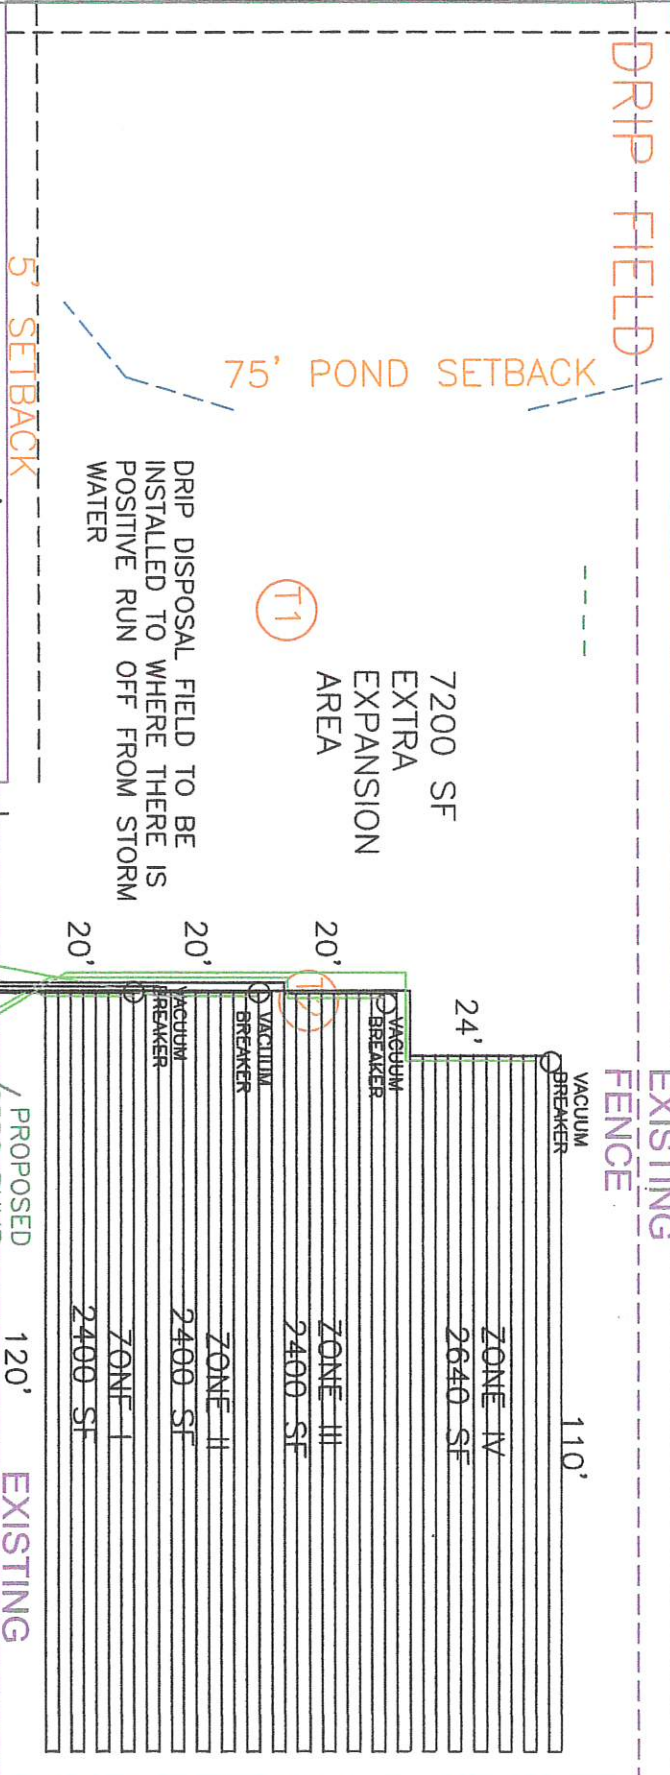 DRIP FIELD
75' POND SETBACK
5' SETBACK
7200 SF
EXTRA
EXPANSION
AREA
T1
DRIP DISPOSAL FIELD TO BE
INSTALLED TO WHERE THERE IS
POSITIVE RUN OFF FROM STORM
WATER
EXISTING
FENCE
VACUUM
BREAKER
24'
VACUUM
BREAKER
20'
T2
VACUUM
BREAKER
20'
VACUUM
BREAKER
20'
110'
ZONE IV
2640 SF
ZONE III
2400 SF
ZONE II
2400 SF
ZONE I
2400 SF
PROPOSED
120'
EXISTING